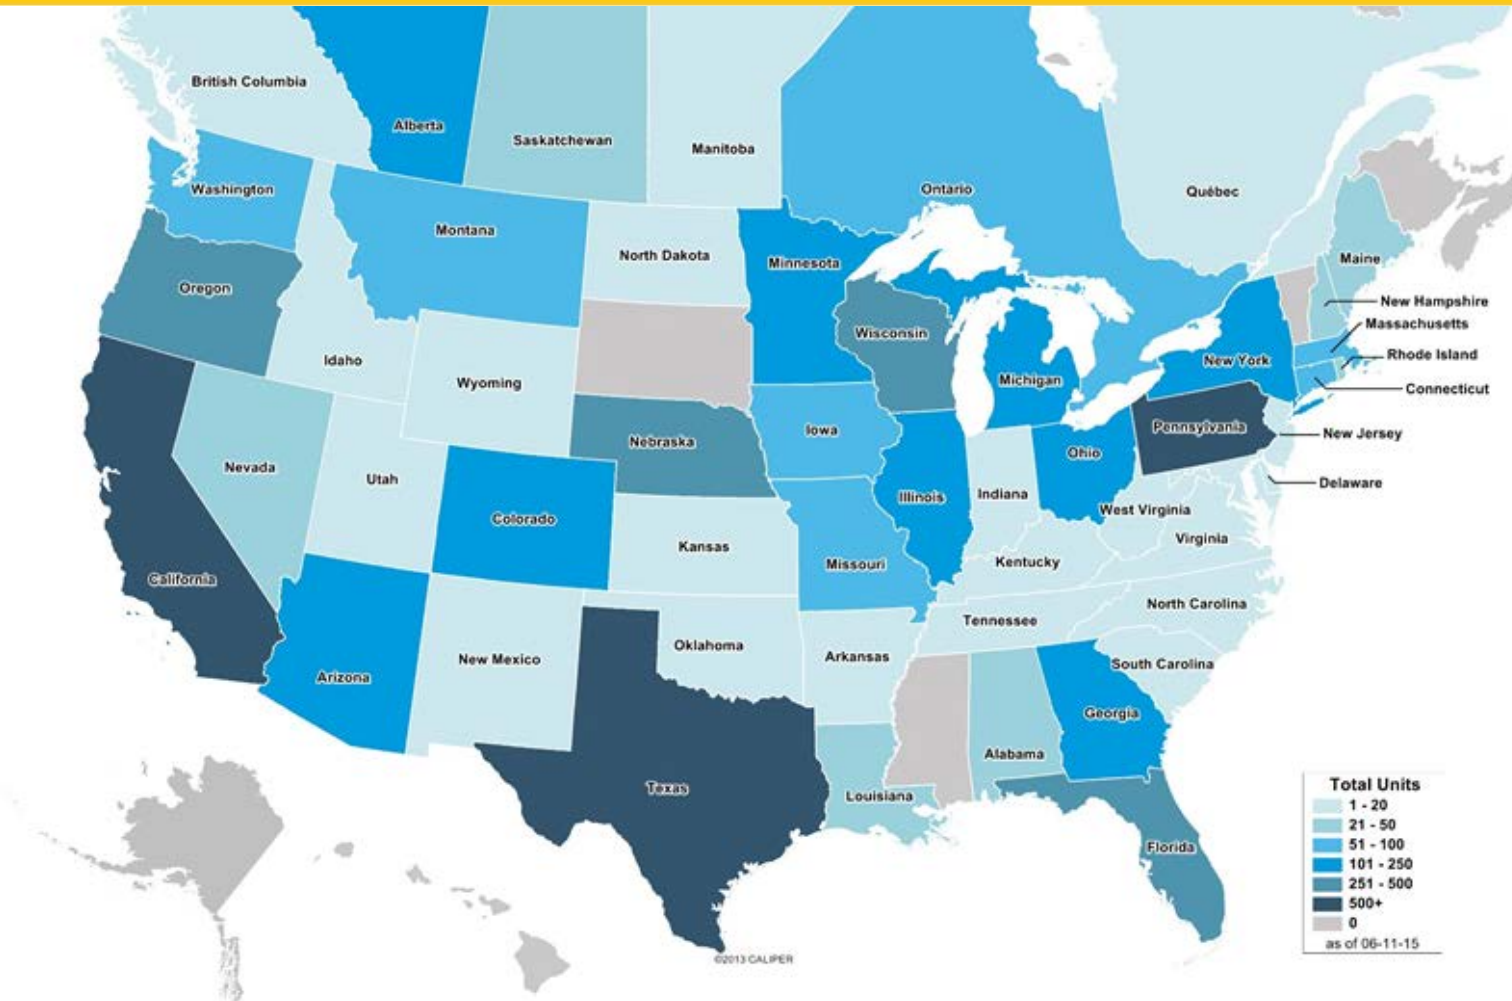 British Columbia
Alberta
Saskatchewan
Manitoba
Ontario
Québec
Washington
Montana
North Dakota
Minnesota
Maine
Oregon
Wisconsin
New Hampshire
Massachusetts
Idaho
Wyoming
Michigan
New York
Rhode Island
Connecticut
Nebraska
Iowa
Pennsylvania
New Jersey
Nevada
Utah
Ohio
Illinois
Indiana
Delaware
Colorado
West Virginia
Kansas
Virginia
California
Missouri
Kentucky
North Carolina
Oklahoma
Tennessee
New Mexico
Arkansas
South Carolina
Arizona
Georgia
Texas
Alabama
Louisiana
Florida
Total Units
1 - 20
21 - 50
51 - 100
101 - 250
251 - 500
500+
0
as of 06-11-15
©2013 CALIPER